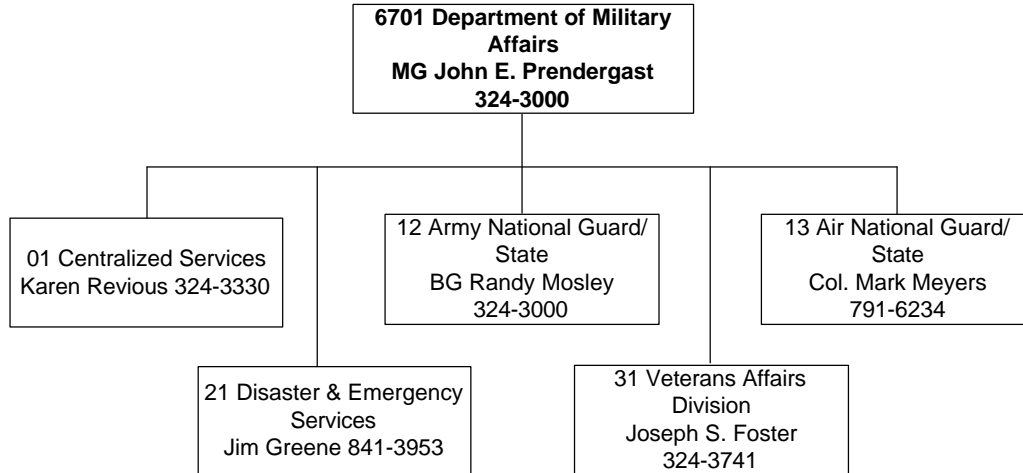 6701 Department of Military
Affairs
MG John E. Prendergast
324-3000
01 Centralized Services
Karen Revious 324-3330
12 Army National Guard/
State
BG Randy Mosley
324-3000
13 Air National Guard/
State
Col. Mark Meyers
791-6234
21 Disaster & Emergency
Services
Jim Greene 841-3953
31 Veterans Affairs
Division
Joseph S. Foster
324-3741